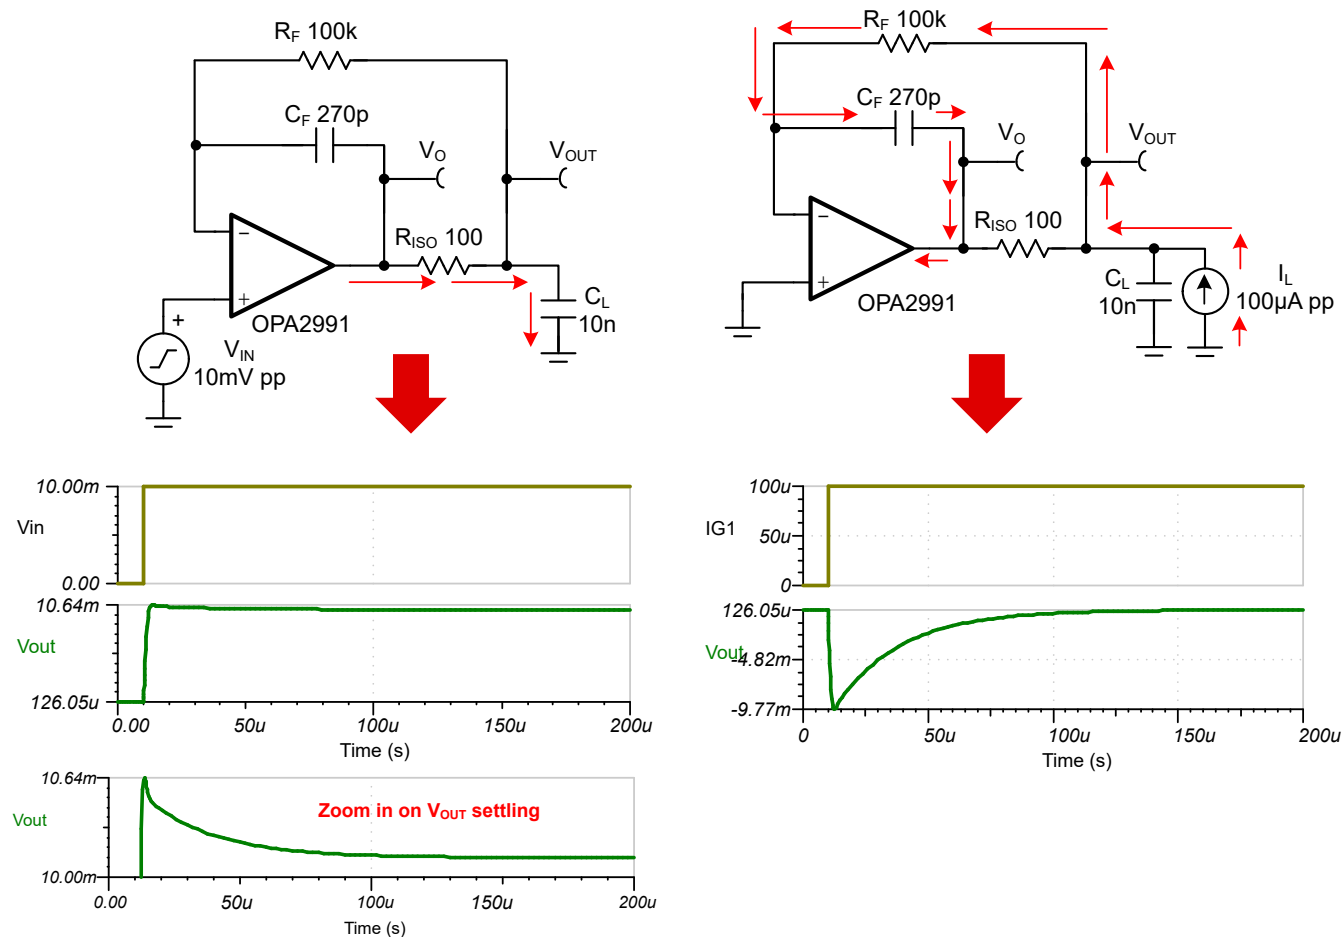 RF 100k
CF 270p
VO
VOUT
RISO 100
−
+
OPA2991
CL
10n
+
VIN
10mV pp
RF 100k
CF 270p
VO
VOUT
RISO 100
−
+
OPA2991
CL
10n
IL
100µA pp
10.00m
Vin
0.00
10.64m
Vout
126.05u
0.00 50u 100u 150u 200u
Time (s)
10.64m
Zoom in on VOUT settling
Vout
10.00m
0.00 50u 100u 150u 200u
Time (s)
100u
IG1 50u
0
126.05u
Vout -4.82m
-9.77m
0 50u 100u 150u 200u
Time (s)